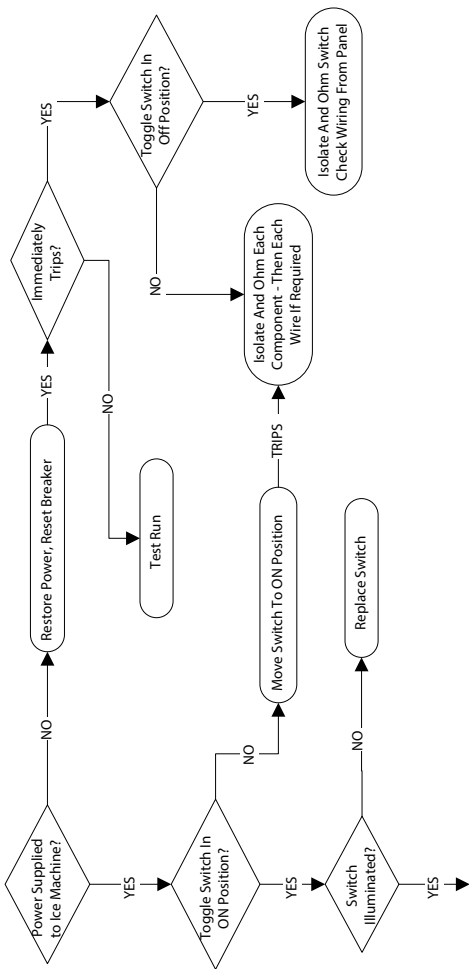 Power Supplied
to Ice Machine?
NO
Restore Power, Reset Breaker
YES
Immediately
Trips?
YES
NO
Test Run
Toggle Switch In
Off Position?
NO
YES
Isolate And Ohm Switch
Check Wiring From Panel
YES
Toggle Switch In
ON Position?
NO
Move Switch To ON Position
TRIPS
Isolate And Ohm Each
Component - Then Each
Wire If Required
YES
Switch
Illuminated?
NO
Replace Switch
YES